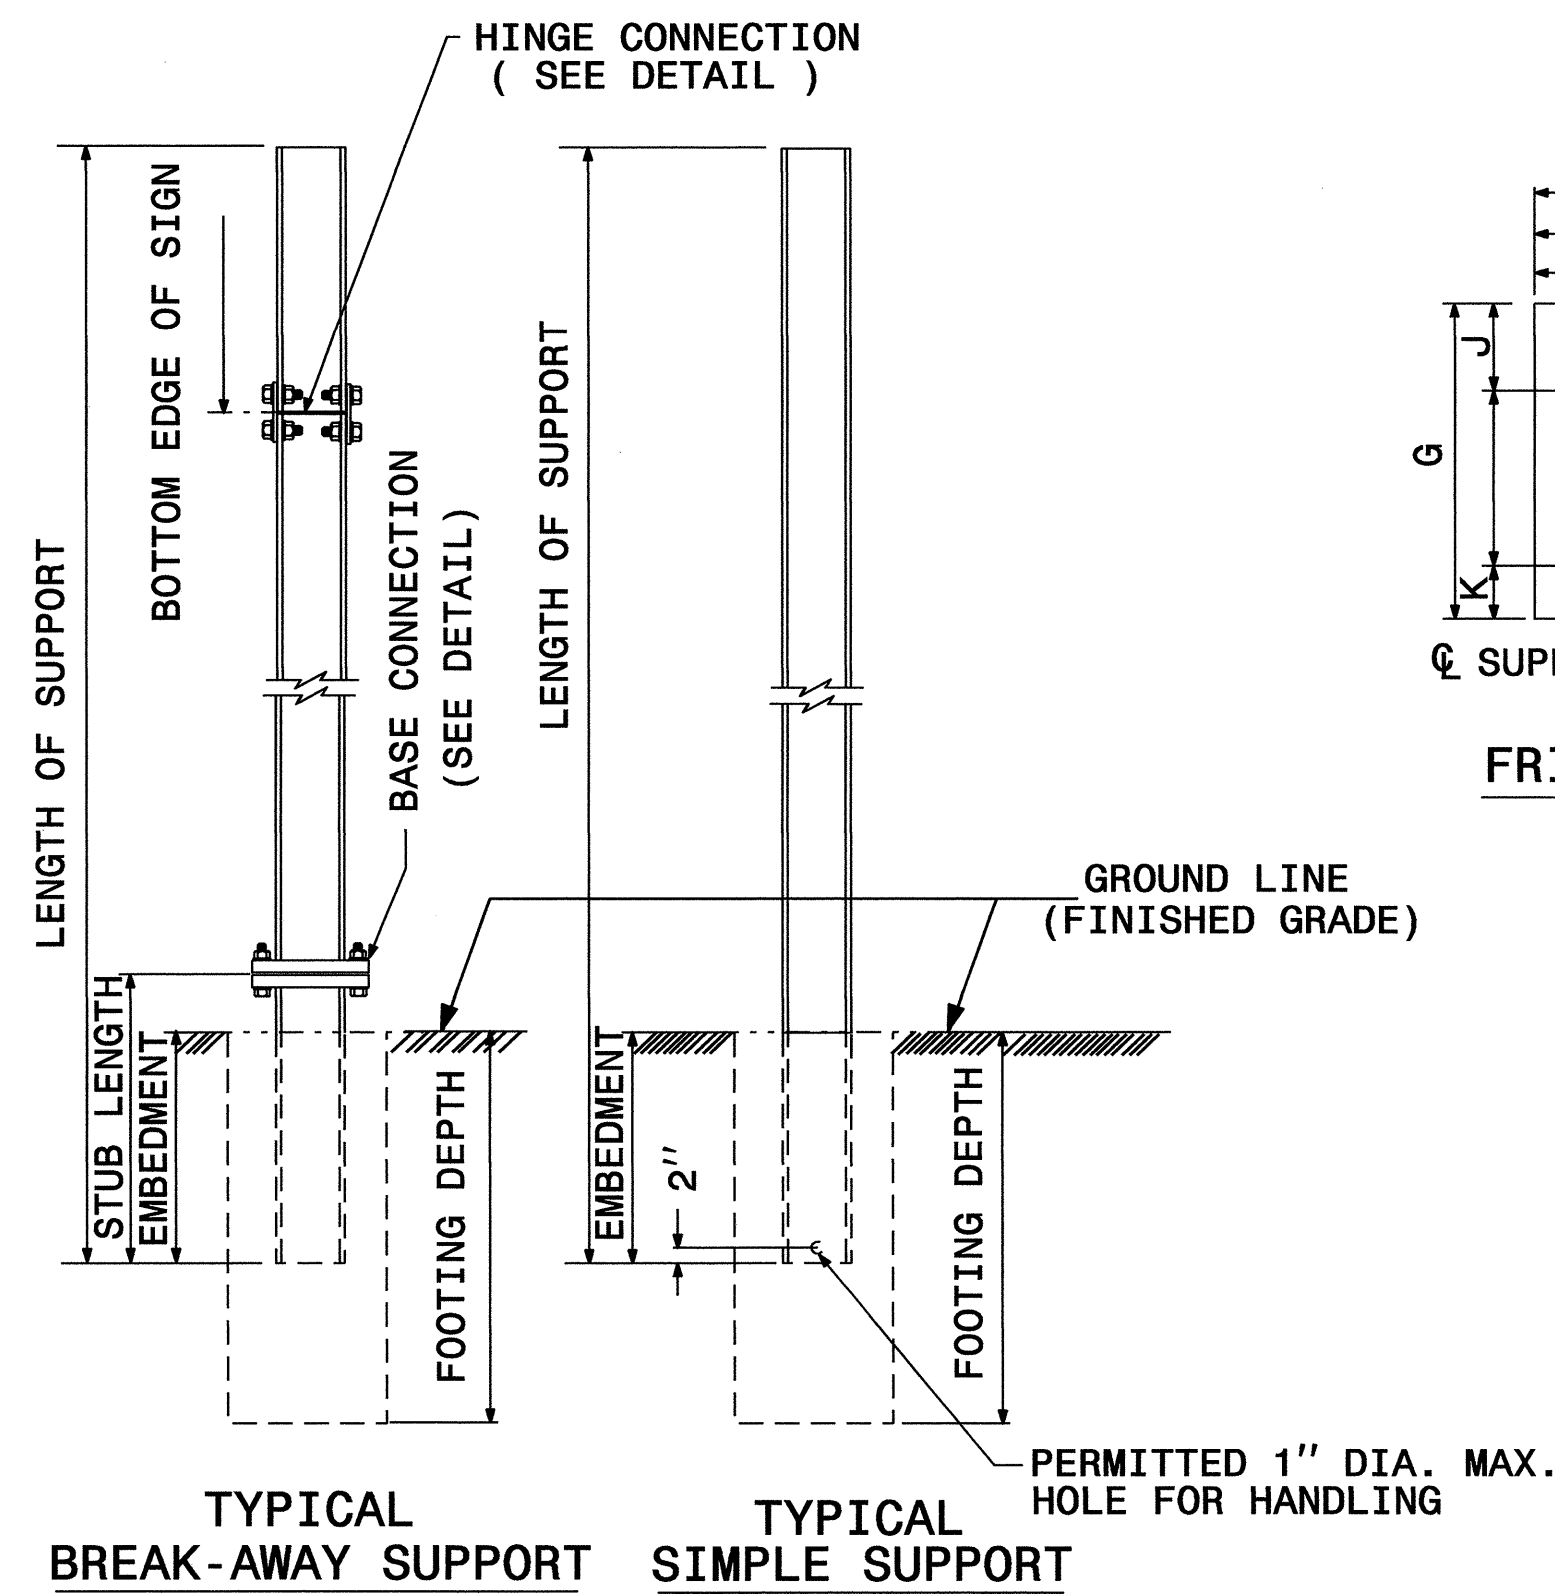 HINGE CONNECTION
( SEE DETAIL )
BOTTOM EDGE OF SIGN
LENGTH OF SUPPORT
BASE CONNECTION
(SEE DETAIL)
STUB LENGTH
EMBEDMENT
FOOTING DEPTH
LENGTH OF SUPPORT
GROUND LINE
(FINISHED GRADE)
EMBEDMENT
2"
FOOTING DEPTH
PERMITTED 1" DIA. MAX.
HOLE FOR HANDLING
TYPICAL
BREAK-AWAY SUPPORT
TYPICAL
SIMPLE SUPPORT
G
J
K